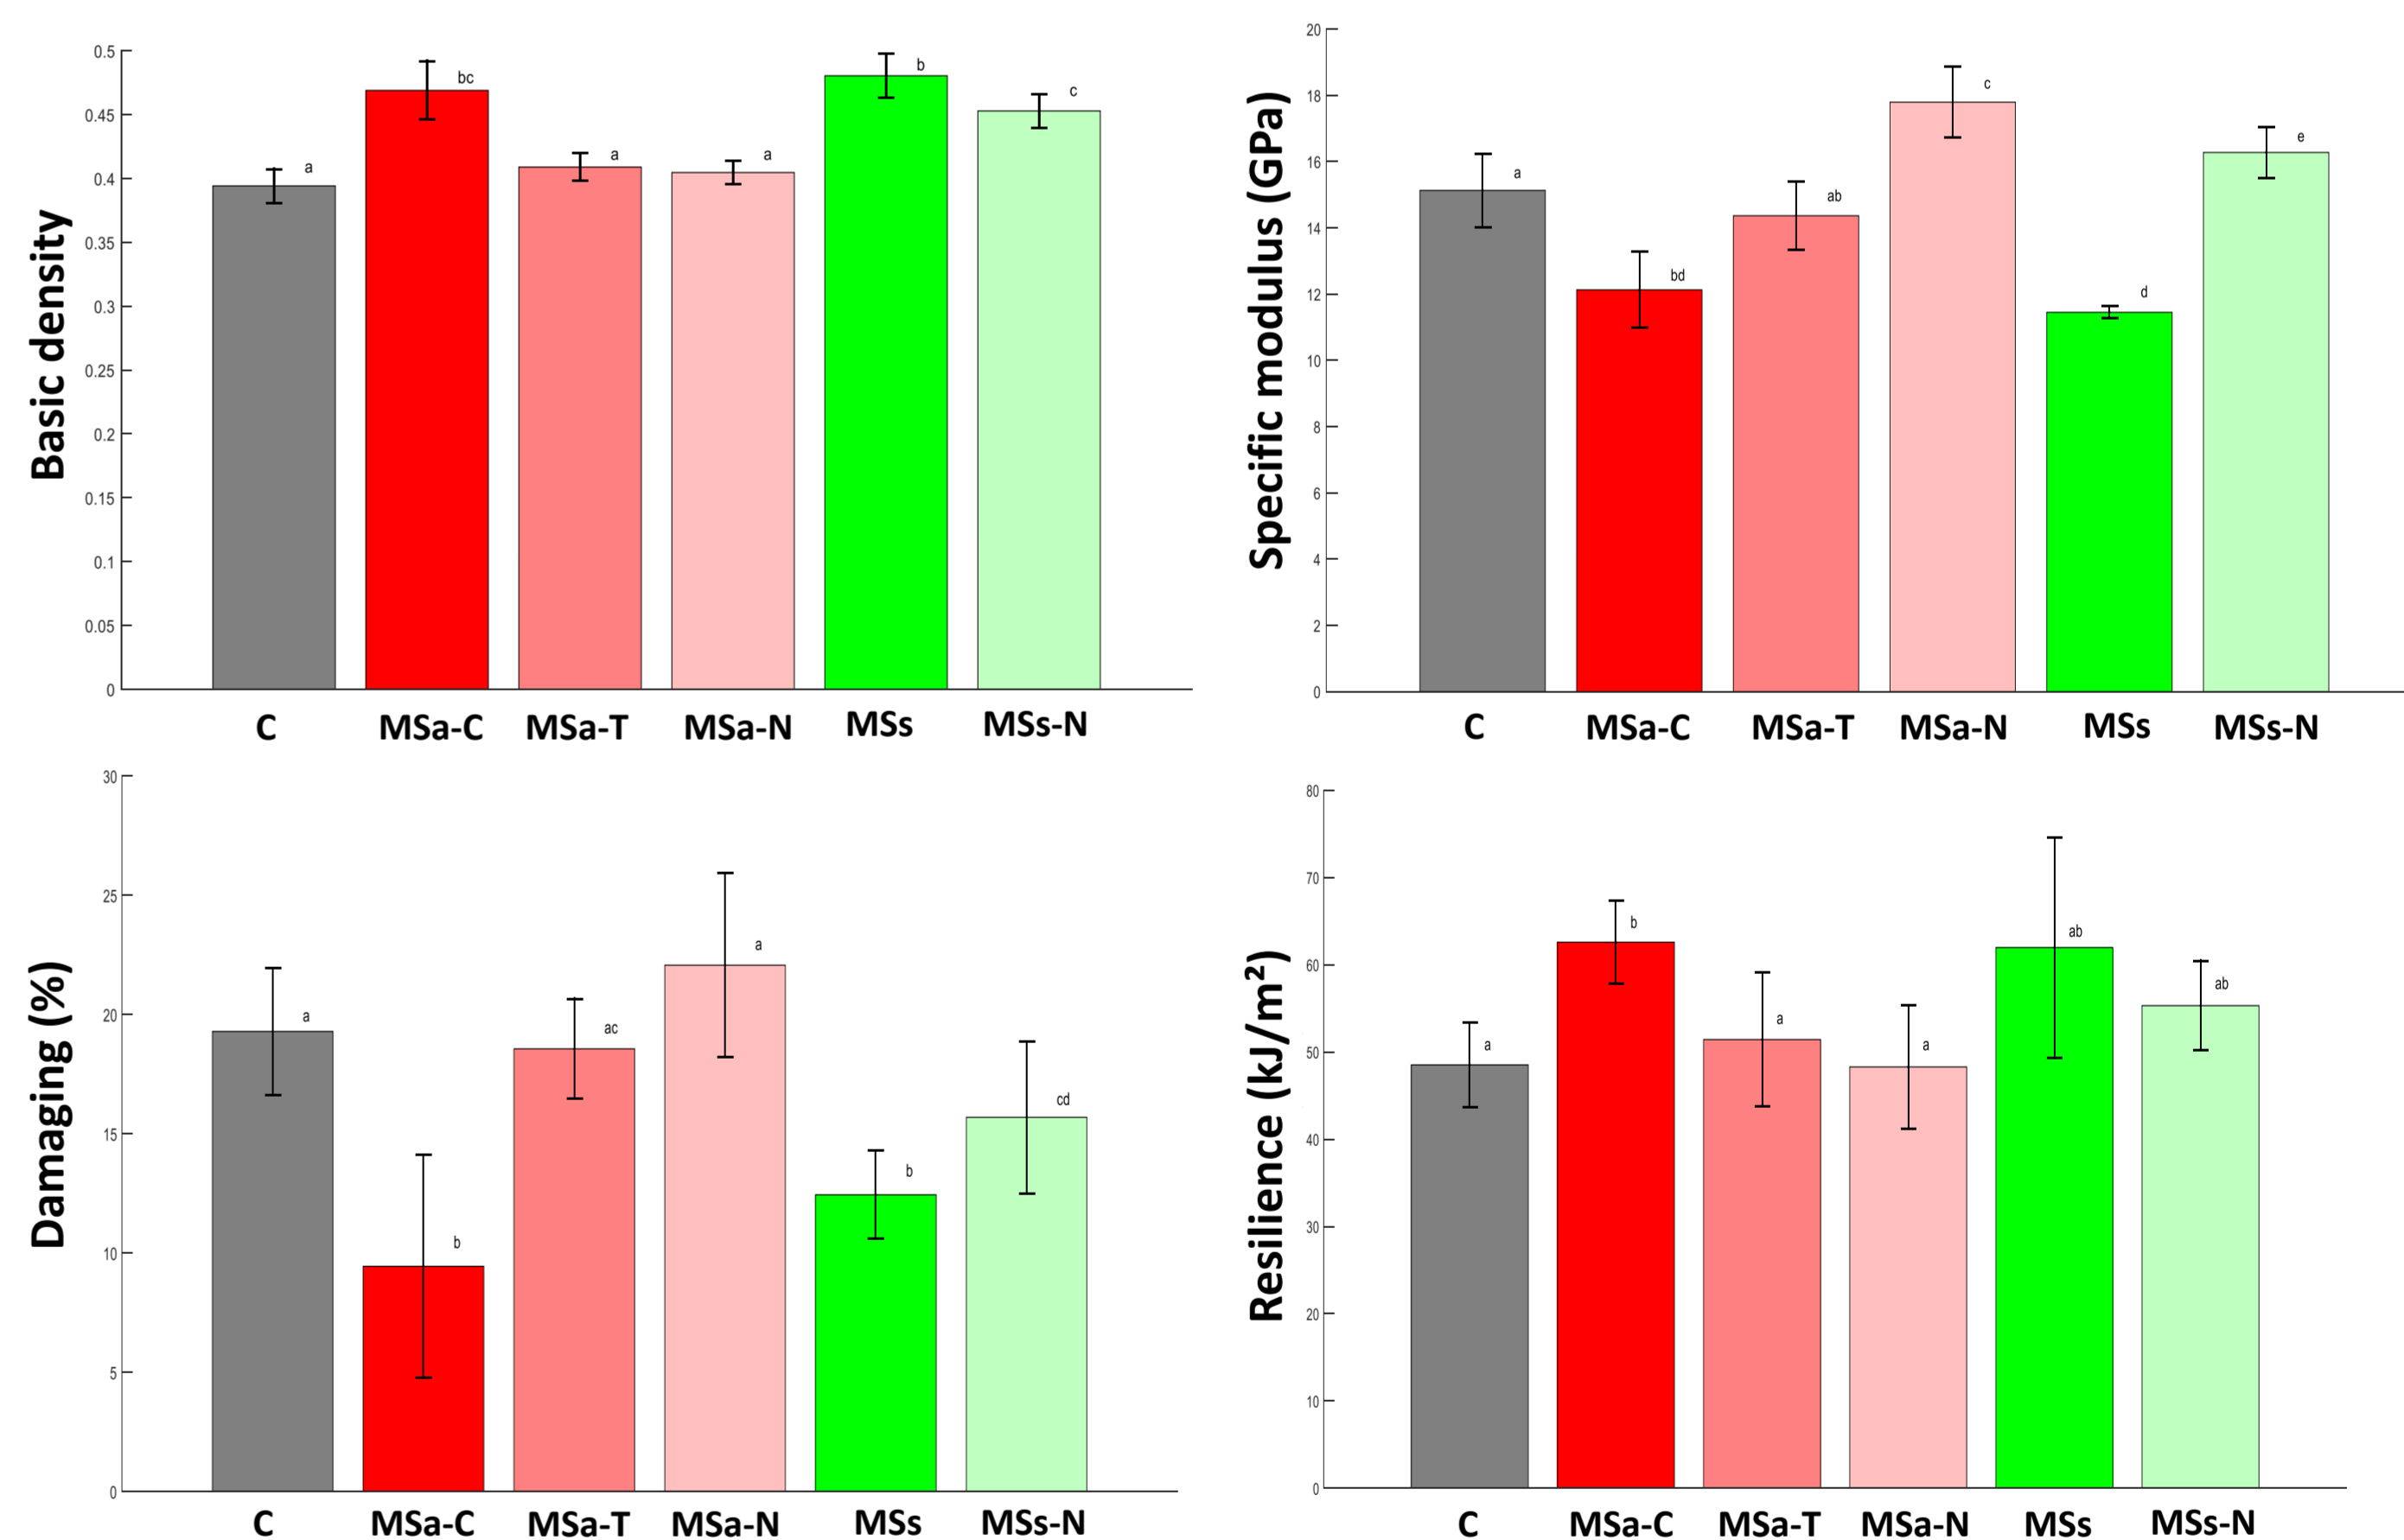 Basic density
0.5
0.45
0.4
0.35
0.3
0.25
0.2
0.15
0.1
0.05
0
a
bc
a
a
b
c
C MSa-C MSa-T MSa-N MSs MSs-N
Specific modulus (GPa)
20
18
16
14
12
10
8
6
4
2
0
a
bd
ab
c
d
e
C MSa-C MSa-T MSa-N MSs MSs-N
Damaging (%)
30
25
20
15
10
5
0
a
b
ac
a
b
cd
C MSa-C MSa-T MSa-N MSs MSs-N
Resilience (kJ/m²)
80
70
60
50
40
30
20
10
0
a
b
a
a
ab
ab
C MSa-C MSa-T MSa-N MSs MSs-N